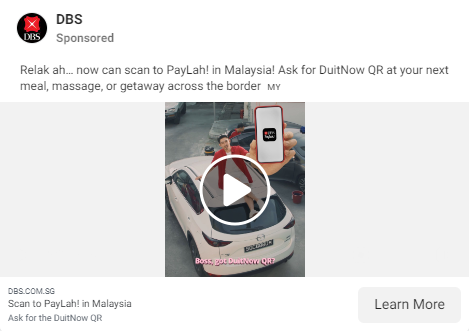 DBS
Sponsored
DBS
Relak ah... now can scan to PayLah! in Malaysia! Ask for DuitNow QR at your next
meal, massage, or getaway across the border MY
Boss, got DuitNow QR?
DBS.COM.SG
Scan to PayLah! in Malaysia
Ask for the DuitNow QR
Learn More